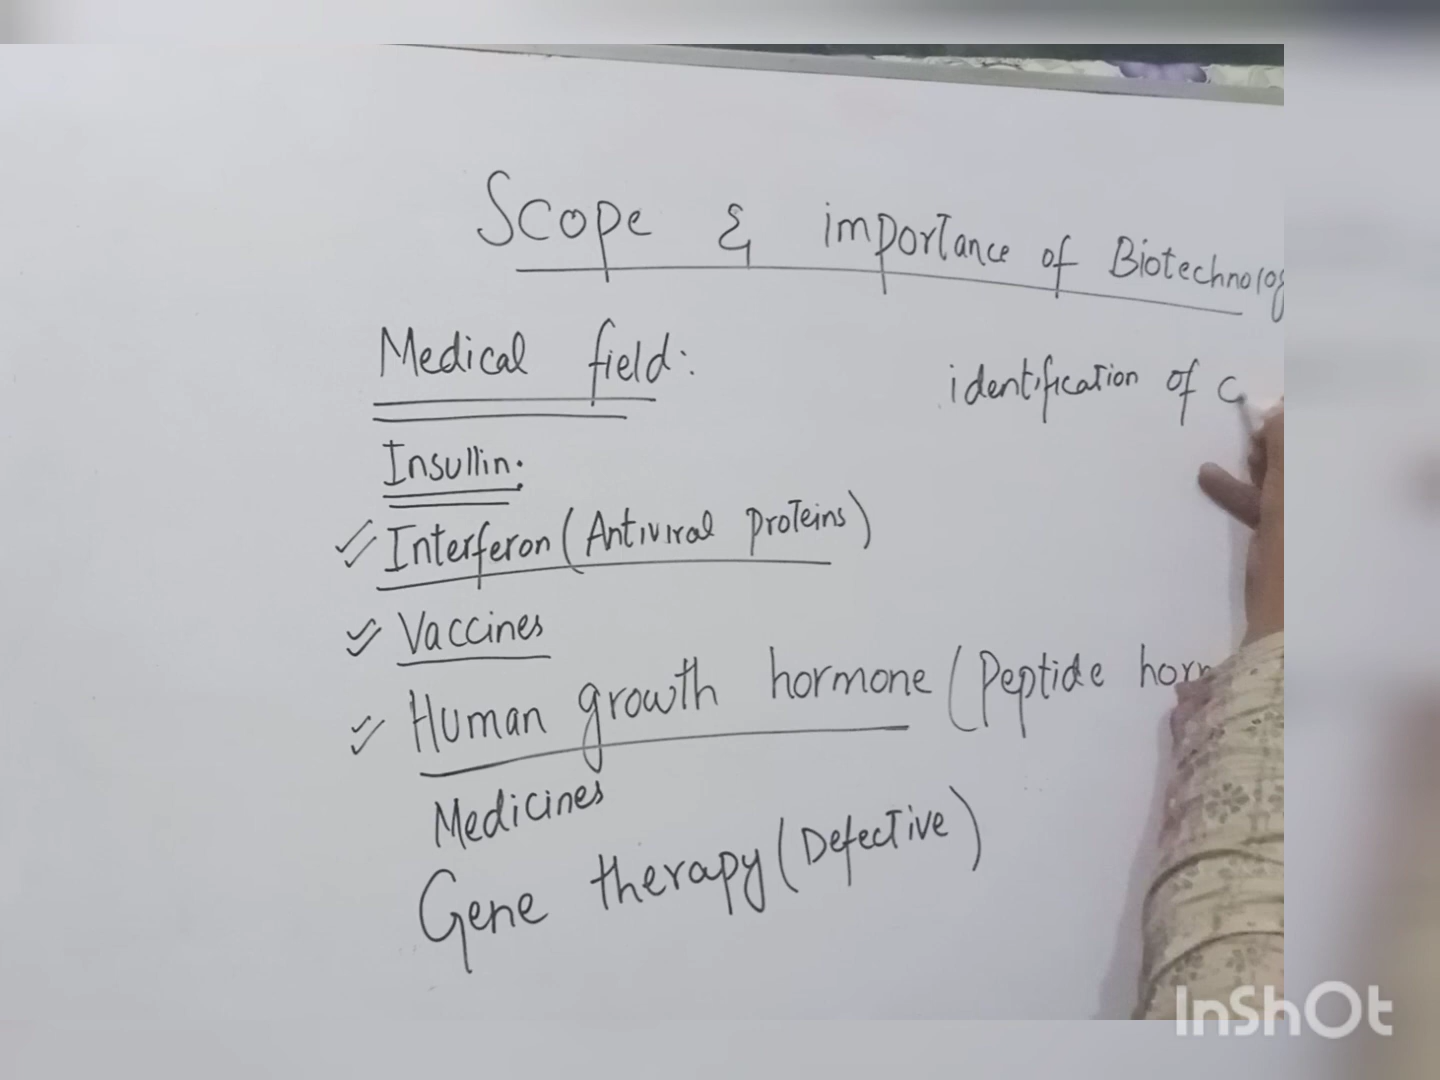 Scope & importance of Biotechnolog
Medical field:
identification of c
Insullin.
Interferon (Antiviral proteins)
Vaccines
Human growth hormone (Peptide horm
Medicines
Gene therapy (Defective)
InShOt